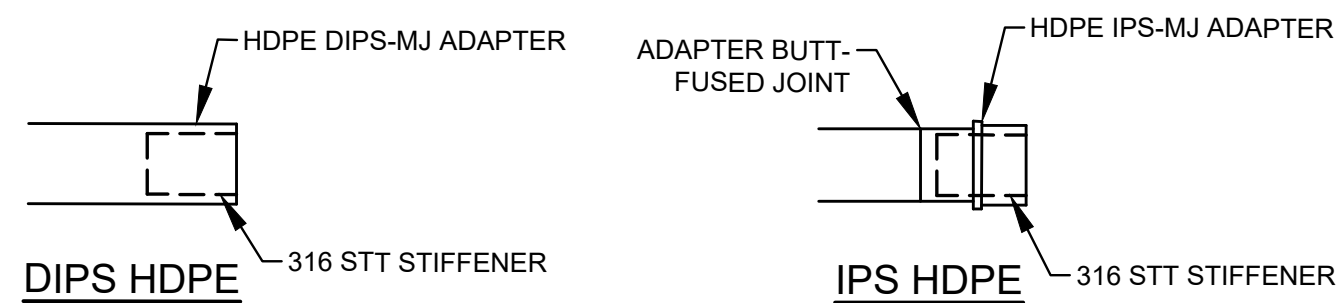 HDPE DIPS-MJ ADAPTER
316 STT STIFFENER
DIPS HDPE
ADAPTER BUTT-
FUSED JOINT
HDPE IPS-MJ ADAPTER
316 STT STIFFENER
IPS HDPE